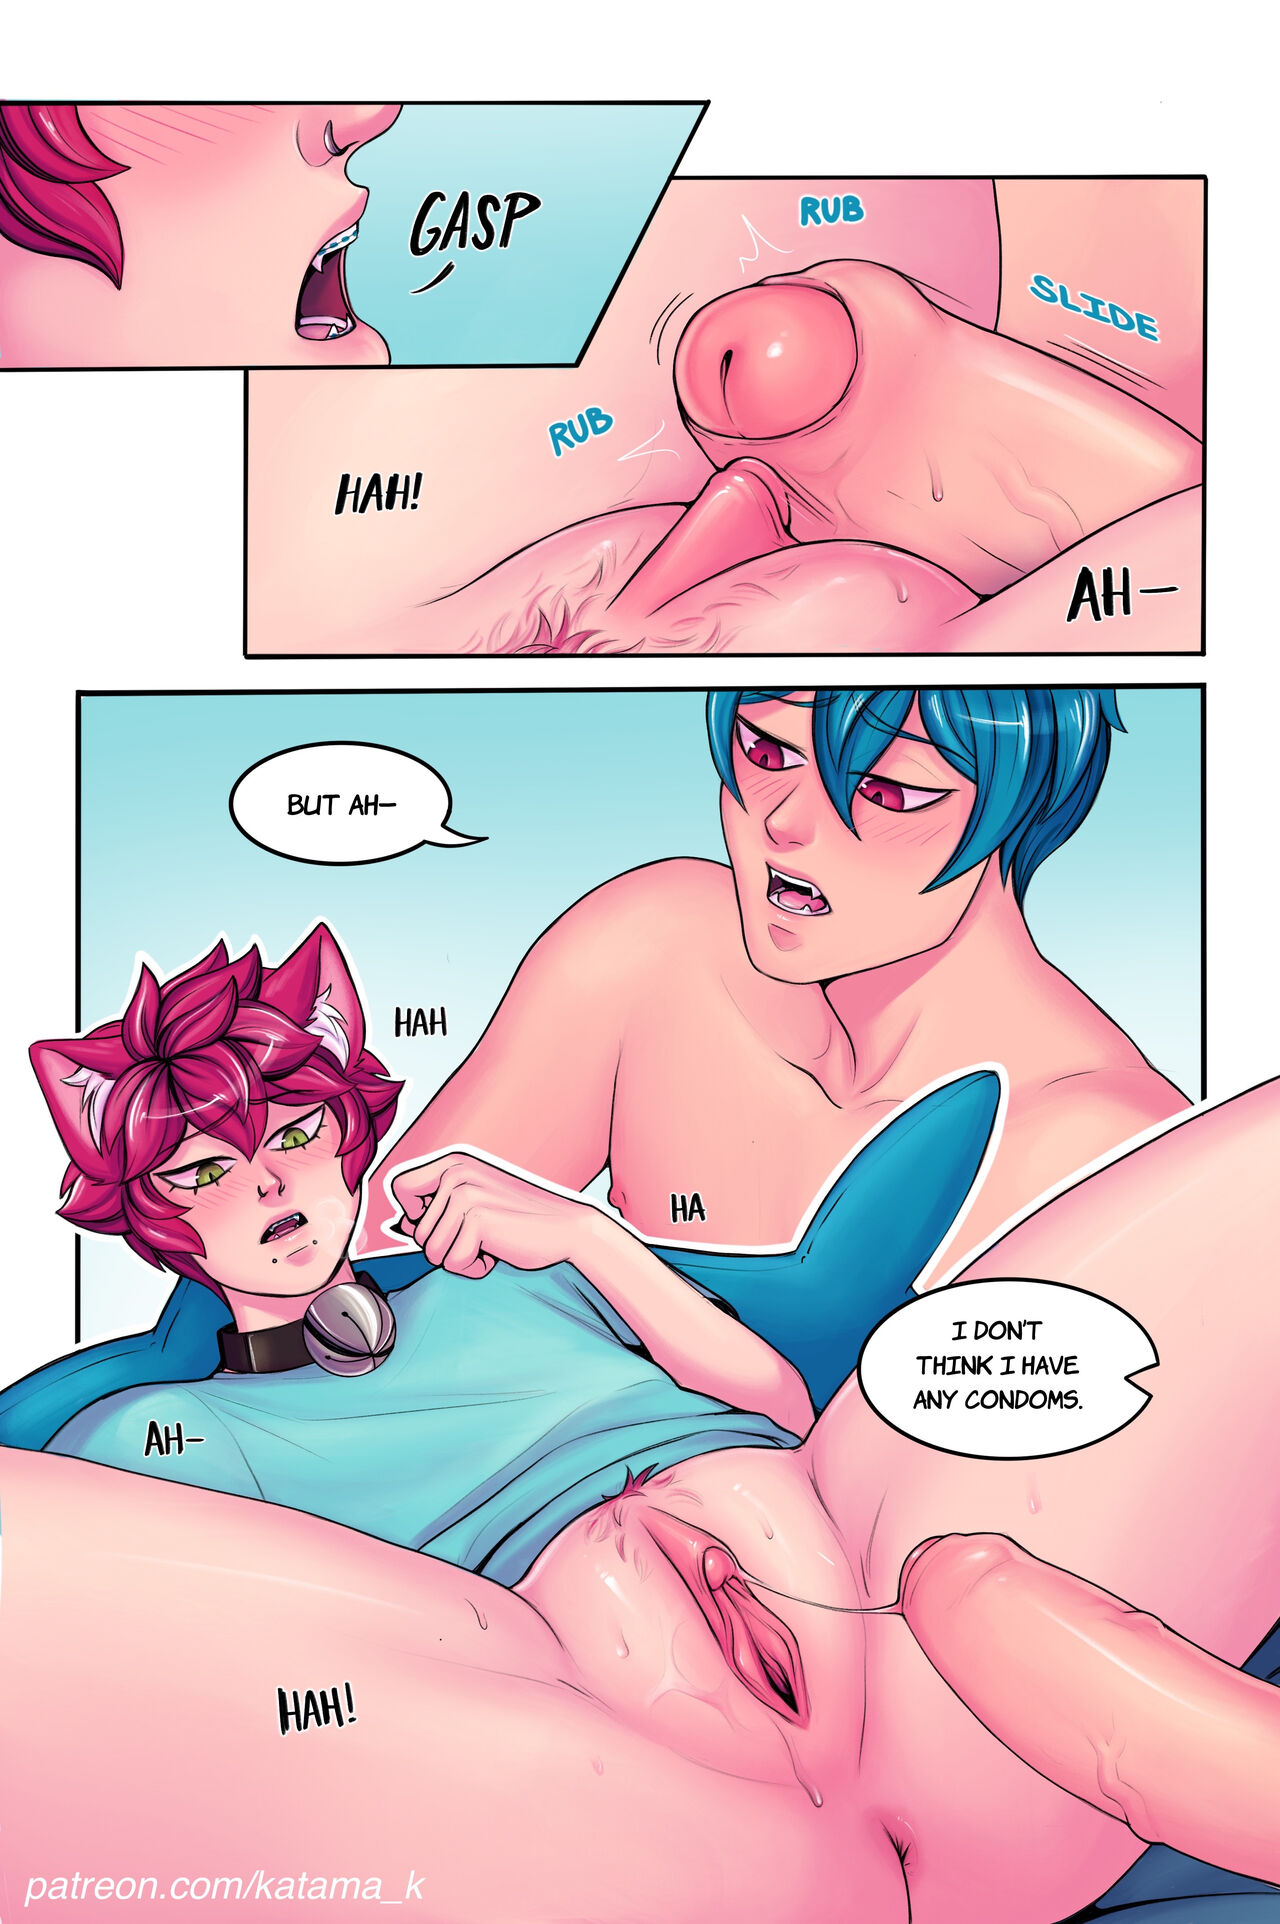 GASP
RUB
SLIDE
RUB
HAH!
AH—
BUT AH—
HAH
HA
I DON'T
THINK I HAVE
ANY CONDOMS.
AH—
HAH!
patreon.com/katama_k